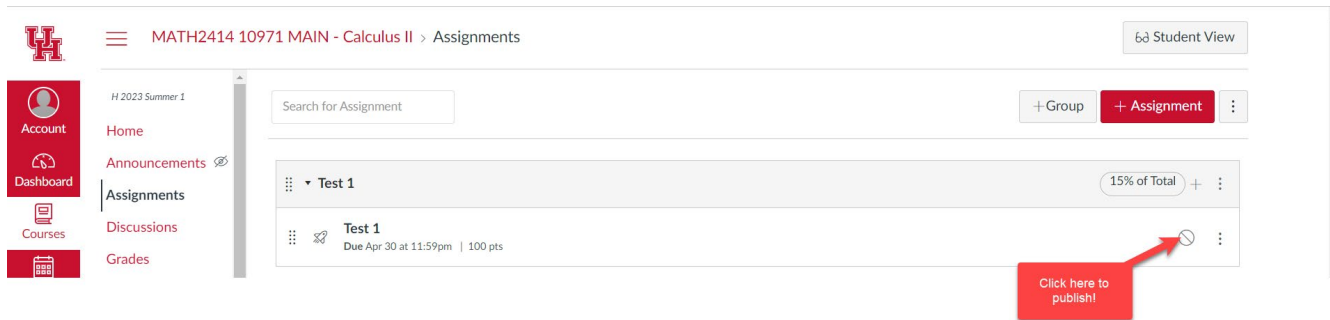 UH
MATH2414 10971 MAIN - Calculus II > Assignments
Student View
H 2023 Summer 1
Search for Assignment
+Group
+ Assignment
Account
Home
Announcements
Dashboard
Assignments
Test 1
15% of Total
Courses
Discussions
Test 1
Due Apr 30 at 11:59pm | 100 pts
Grades
Click here to
publish!